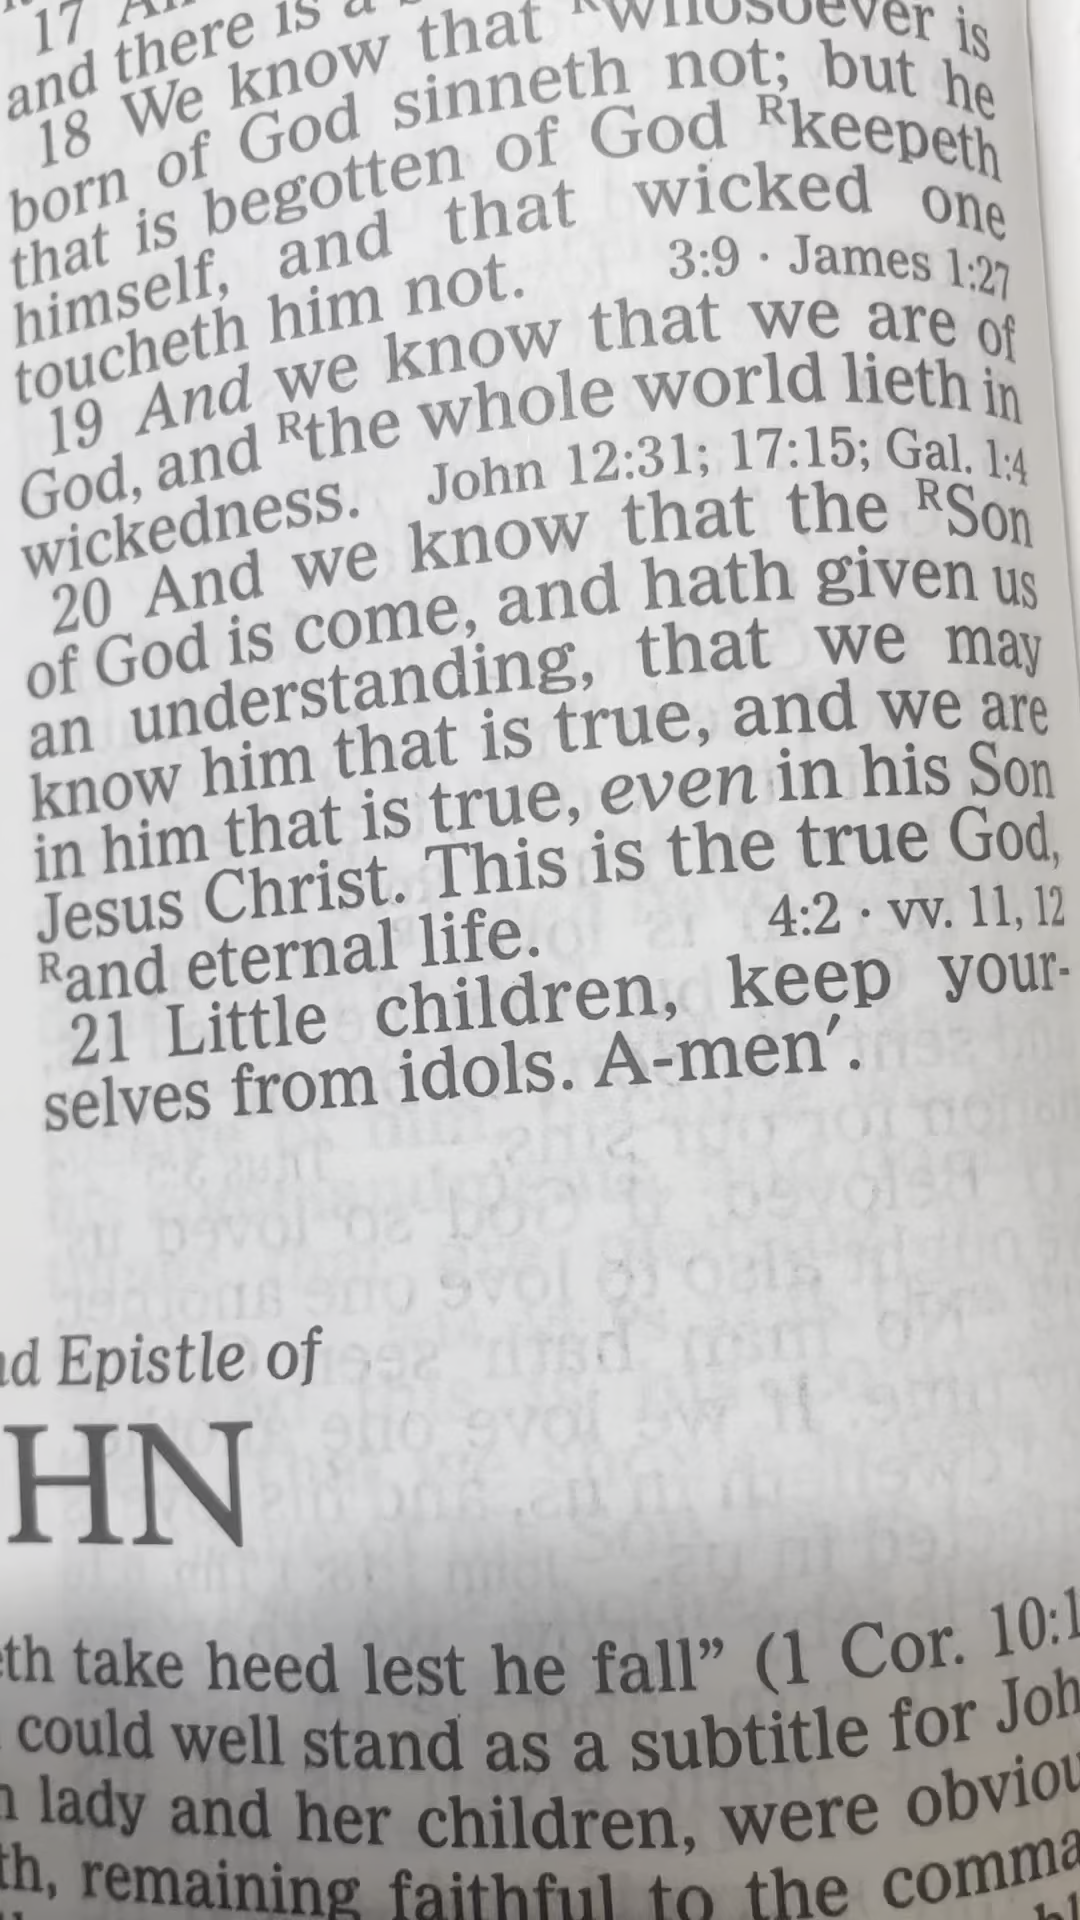 17 A
and there is a
18 We know that ᴿwhosoever is
born of God sinneth not; but he
that is begotten of God ᴿkeepeth
himself, and that wicked one
toucheth him not. 3:9 · James 1:27
19 And we know that we are of
God, and ᴿthe whole world lieth in
wickedness. John 12:31; 17:15; Gal. 1:4
20 And we know that the ᴿSon
of God is come, and hath given us
an understanding, that we may
know him that is true, and we are
in him that is true, even in his Son
Jesus Christ. This is the true God,
ᴿand eternal life. 4:2 · vv. 11, 12
21 Little children, keep your-
selves from idols. A-men′.
d Epistle of
HN
th take heed lest he fall” (1 Cor. 10:1
could well stand as a subtitle for Joh
lady and her children, were obviou
th, remaining faithful to the comma